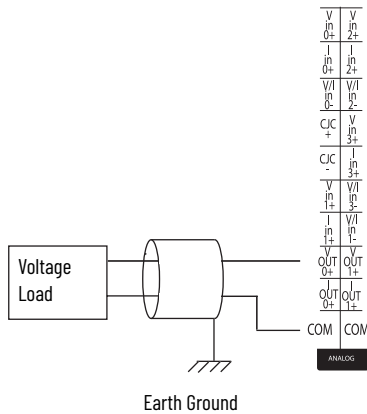 V in 0+ V in 2+
I in 0+ I in 2+
V/I in 0- V/I in 2-
CJC + V in 3+
CJC - I in 3+
V in 1+ V/I in 3-
I in 1+ V/I in 1-
V OUT 0+ V OUT 1+
I OUT 0+ I OUT 1+
COM COM
ANALOG
Voltage
Load
Earth Ground